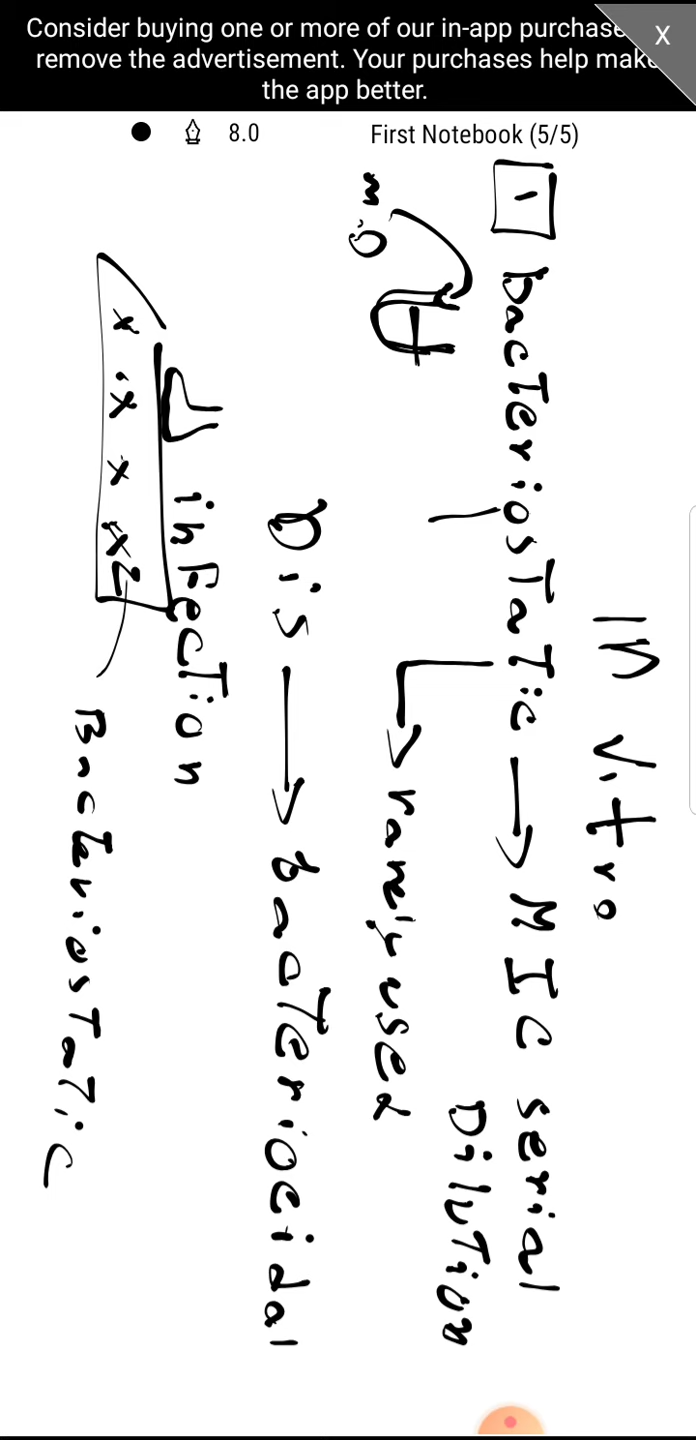 Consider buying one or more of our in-app purchase
remove the advertisement. Your purchases help make
the app better.
X
8.0
First Notebook (5/5)
In Vitro
1 bacteriostatic → MIC serial
Dilution
m.o
rarely used
Dis → bacteriocidal
infection
Bacteriostatic